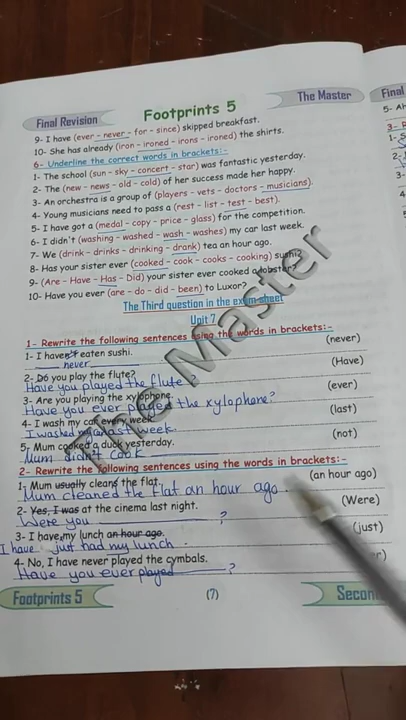 Final Revision
Footprints 5
The Master
Final
9- I have (ever - never - for - since) skipped breakfast.
10- She has already (iron - ironed - irons - ironed) the shirts.
6- Underline the correct words in brackets:-
1- The school (sun - sky - concert - star) was fantastic yesterday.
2- The (new - news - old - cold) of her success made her happy.
3- An orchestra is a group of (players - vets - doctors - musicians).
4- Young musicians need to pass a (rest - list - test - best).
5- I have got a (medal - copy - price - glass) for the competition.
6- I didn't (washing - washed - wash - washes) my car last week.
7- We (drink - drinks - drinking - drank) tea an hour ago.
8- Has your sister ever (cooked - cook - cooks - cooking) sushi?
9- (Are - Have - Has - Did) your sister ever cooked a lobster?
10- Have you ever (are - do - did - been) to Luxor?
The Third question in the exam sheet
Unit 7
1- Rewrite the following sentences using the words in brackets:-
1- I haven't eaten sushi. (never)
never
2- Do you play the flute? (Have)
Have you played the flute
3- Are you playing the xylophone. (ever)
Have you ever played the xylophone?
4- I wash my car every week. (last)
I washed my last week.
5- Mum cooked a duck yesterday. (not)
Mum didn't cook
2- Rewrite the following sentences using the words in brackets:-
1- Mum usually cleans the flat. (an hour ago)
Mum cleaned the flat an hour ago.
2- Yes, I was at the cinema last night. (Were)
Were you ?
3- I have my lunch an hour ago. (just)
I have just had my lunch.
4- No, I have never played the cymbals.
Have you ever played ?
Footprints 5
(7)
Secon
The Master